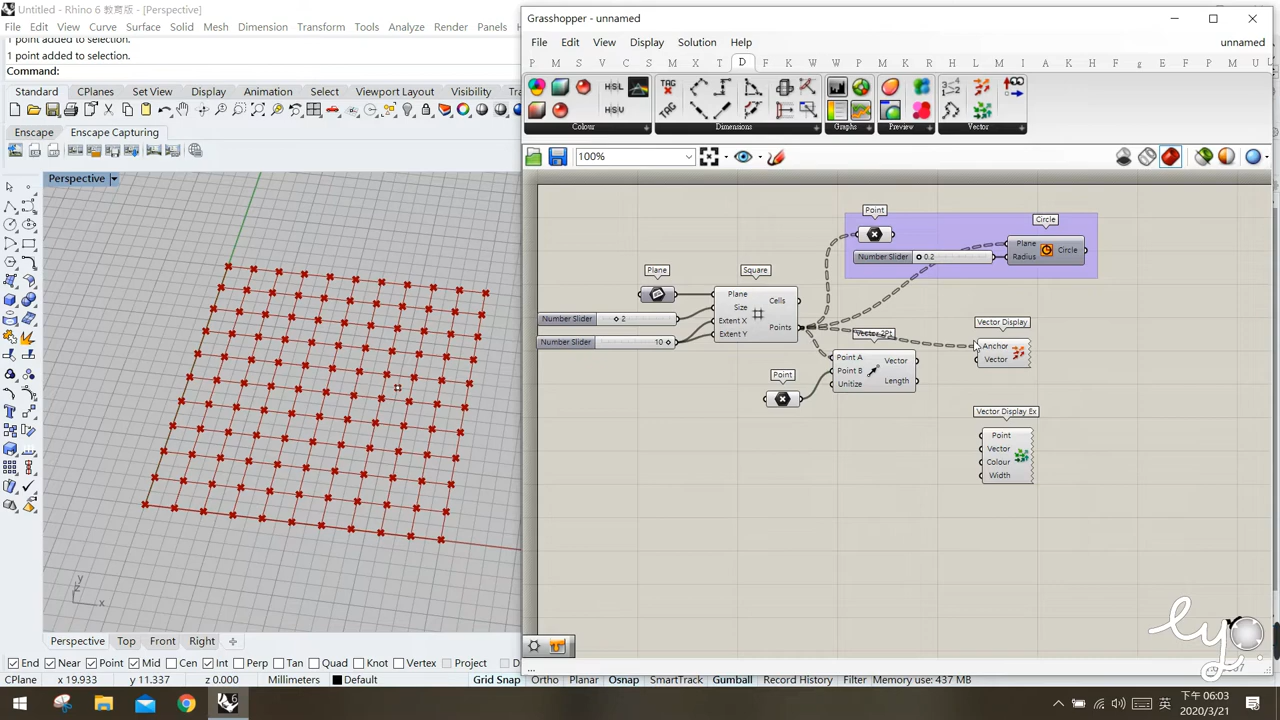 Untitled - Rhino 6 教育版 - [Perspective]
File Edit View Curve Surface Solid Mesh Dimension Transform Tools Analyze Render Panels
1 point added to selection.
1 point added to selection.
Command:
Standard CPlanes Set View Display Animation Select Viewport Layout Visibility
Enscape Enscape Capturing
Perspective
y
z
x
Perspective Top Front Right
End Near Point Mid Cen Int Perp Tan Quad Knot Vertex Project
CPlane x 19.933 y 11.337 z 0.000 Millimeters Default Grid Snap Ortho Planar Osnap SmartTrack Gumball Record History Filter Memory use: 437 MB
Grasshopper - unnamed
File Edit View Display Solution Help
unnamed
P M S V C S M I T D F P W W P M L F F g e M E U
HSL
HSV
TAG
TAG
Colour Dimensions Graphs Preview Vector
100%
Point
Number Slider 0.2
Circle
Plane
Radius
Circle
Plane
Square
Plane
Size
Extent X
Extent Y
Cells
Points
Number Slider 2
Number Slider 10
Vector 2Pt
Point A
Point B
Unitize
Vector
Length
Point
Vector Display
Anchor
Vector
Vector Display Ex
Point
Vector
Colour
Width
...
lyo
英
下午 06:03
2020/3/21